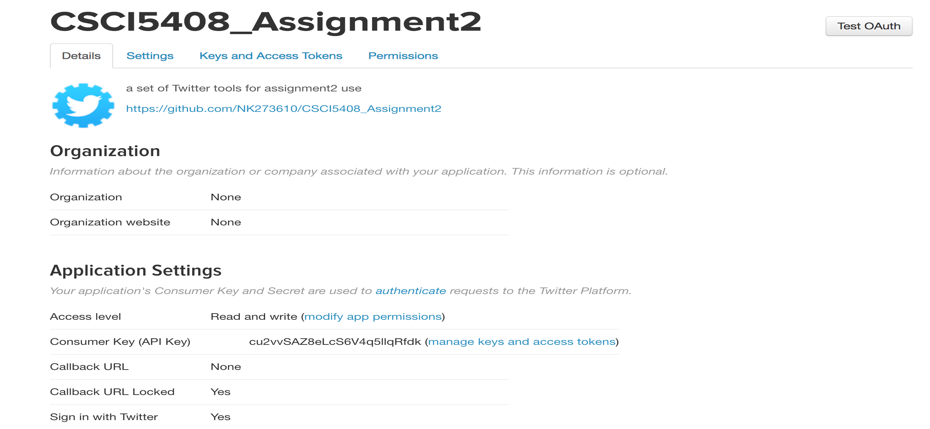 CSCI5408_Assignment2
Test OAuth
Details Settings Keys and Access Tokens Permissions
a set of Twitter tools for assignment2 use
https://github.com/NK273610/CSCI5408_Assignment2
Organization
Information about the organization or company associated with your application. This information is optional.
Organization None
Organization website None
Application Settings
Your application's Consumer Key and Secret are used to authenticate requests to the Twitter Platform.
Access level Read and write (modify app permissions)
Consumer Key (API Key) cu2vvSAZ8eLcS6V4q5llqRfdk (manage keys and access tokens)
Callback URL None
Callback URL Locked Yes
Sign in with Twitter Yes